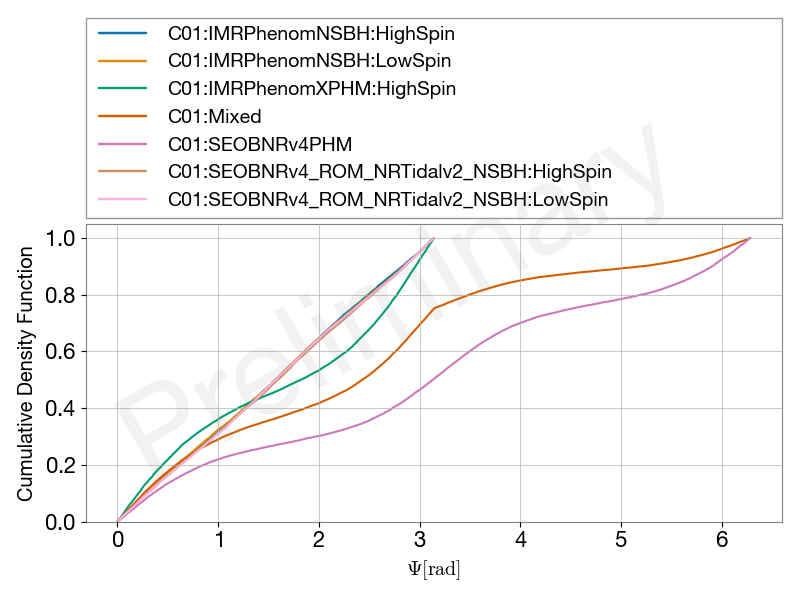 C01:IMRPhenomNSBH:HighSpin
C01:IMRPhenomNSBH:LowSpin
C01:IMRPhenomXPHM:HighSpin
C01:Mixed
C01:SEOBNRv4PHM
C01:SEOBNRv4_ROM_NRTidalv2_NSBH:HighSpin
C01:SEOBNRv4_ROM_NRTidalv2_NSBH:LowSpin
Preliminary
Cumulative Density Function
1.0
0.8
0.6
0.4
0.2
0.0
0 1 2 3 4 5 6
Ψ[rad]